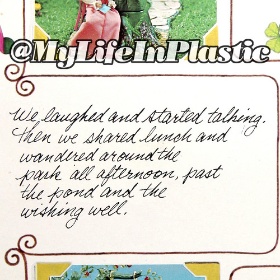 @MyLifeInPlastic
We laughed and started talking.
Then we shared lunch and
wandered around the
park all afternoon, past
the pond and the
wishing well.